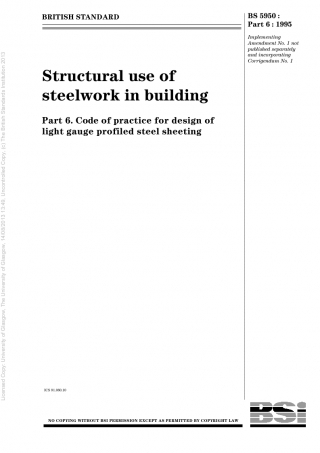 BRITISH STANDARD
BS 5950 :
Part 6 : 1995
Implementing
Amendment No. 1 not
published separately
and incorporating
Corrigendum No. 1
Structural use of
steelwork in building
Part 6. Code of practice for design of
light gauge profiled steel sheeting
Licensed Copy: University of Glasgow, The University of Glasgow, 14/03/2013 13:49, Uncontrolled Copy, (c) The British Standards Institution 2013
ICS 91.080.10
NO COPYING WITHOUT BSI PERMISSION EXCEPT AS PERMITTED BY COPYRIGHT LAW
BSi